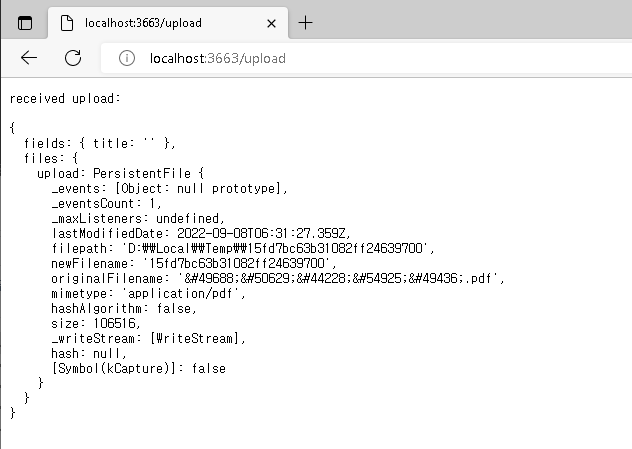 localhost:3663/upload
localhost:3663/upload
received upload:
{
  fields: { title: '' },
  files: {
    upload: PersistentFile {
      _events: [Object: null prototype],
      _eventsCount: 1,
      _maxListeners: undefined,
      lastModifiedDate: 2022-09-08T06:31:27.359Z,
      filepath: 'D:₩₩Local₩₩Temp₩₩15fd7bc63b31082ff24639700',
      newFilename: '15fd7bc63b31082ff24639700',
      originalFilename: '&#49688;&#50629;&#44228;&#54925;&#49436;.pdf',
      mimetype: 'application/pdf',
      hashAlgorithm: false,
      size: 106516,
      _writeStream: [WriteStream],
      hash: null,
      [Symbol(kCapture)]: false
    }
  }
}